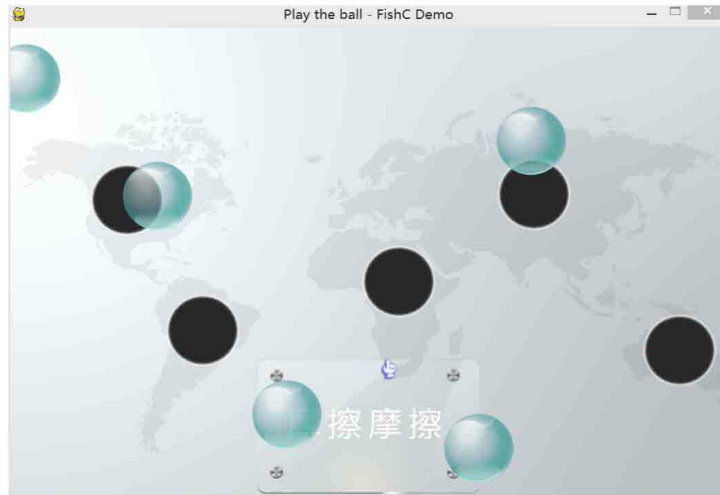 Play the ball - FishC Demo
擦摩擦